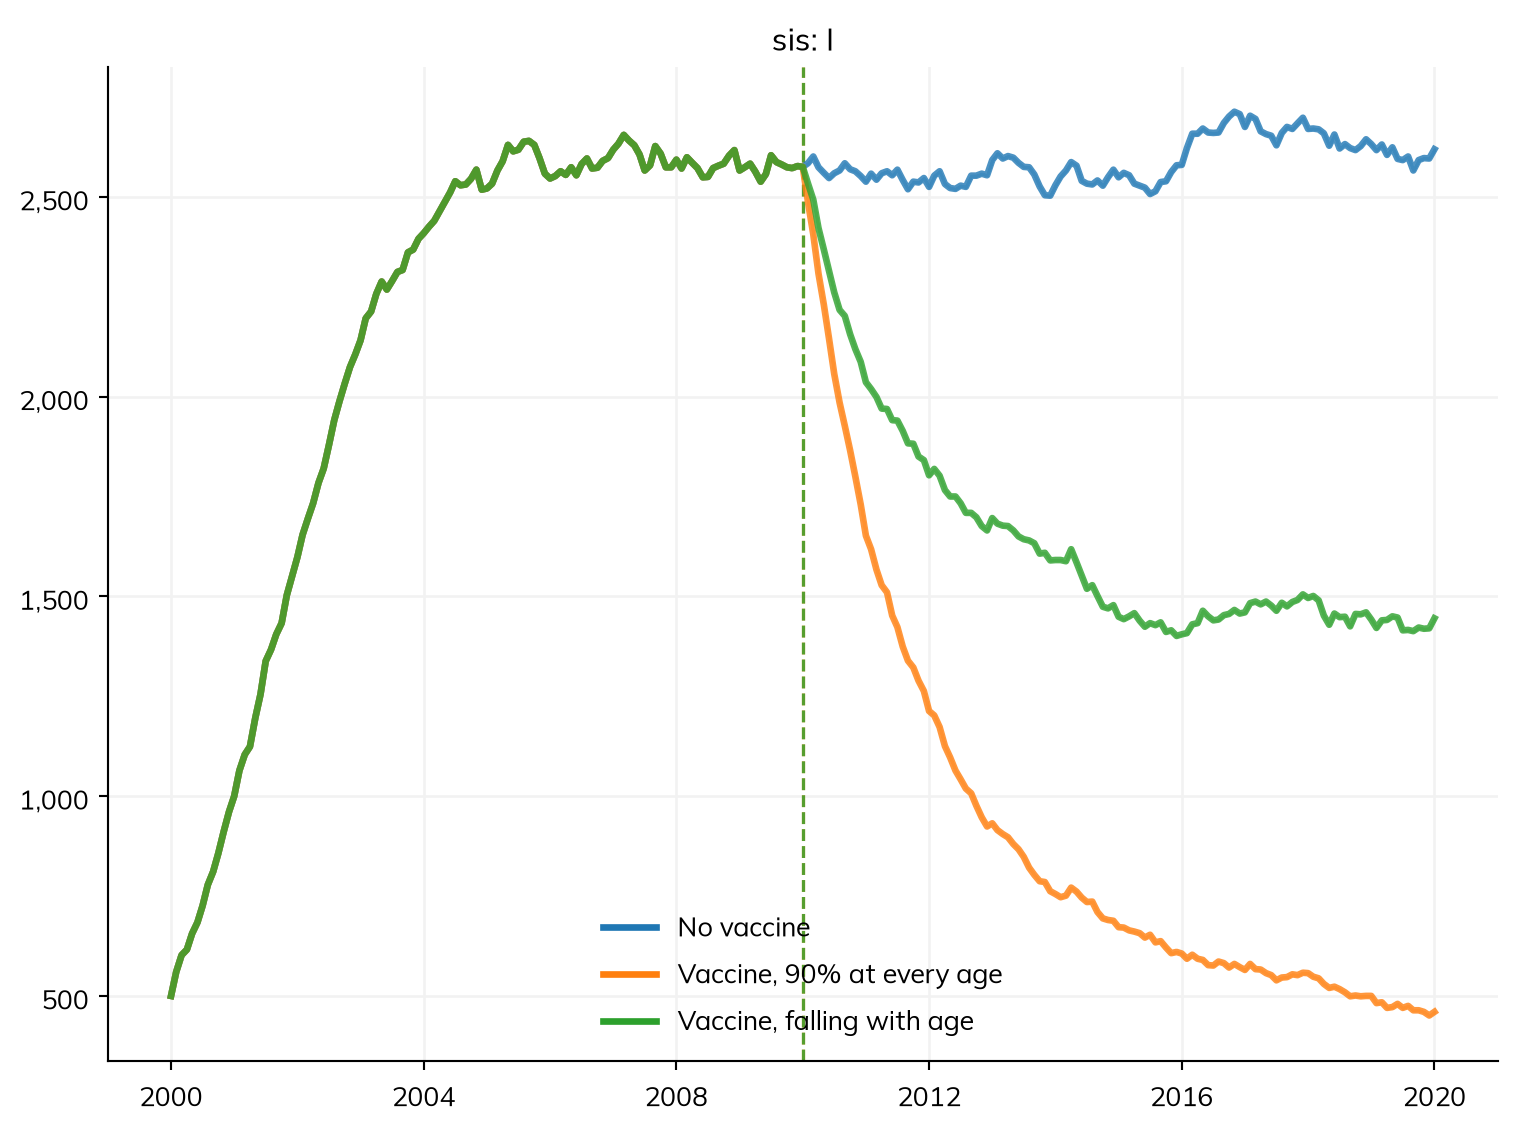 sis: I
2,500
2,000
1,500
1,000
500
No vaccine
Vaccine, 90% at every age
Vaccine, falling with age
2000 2004 2008 2012 2016 2020